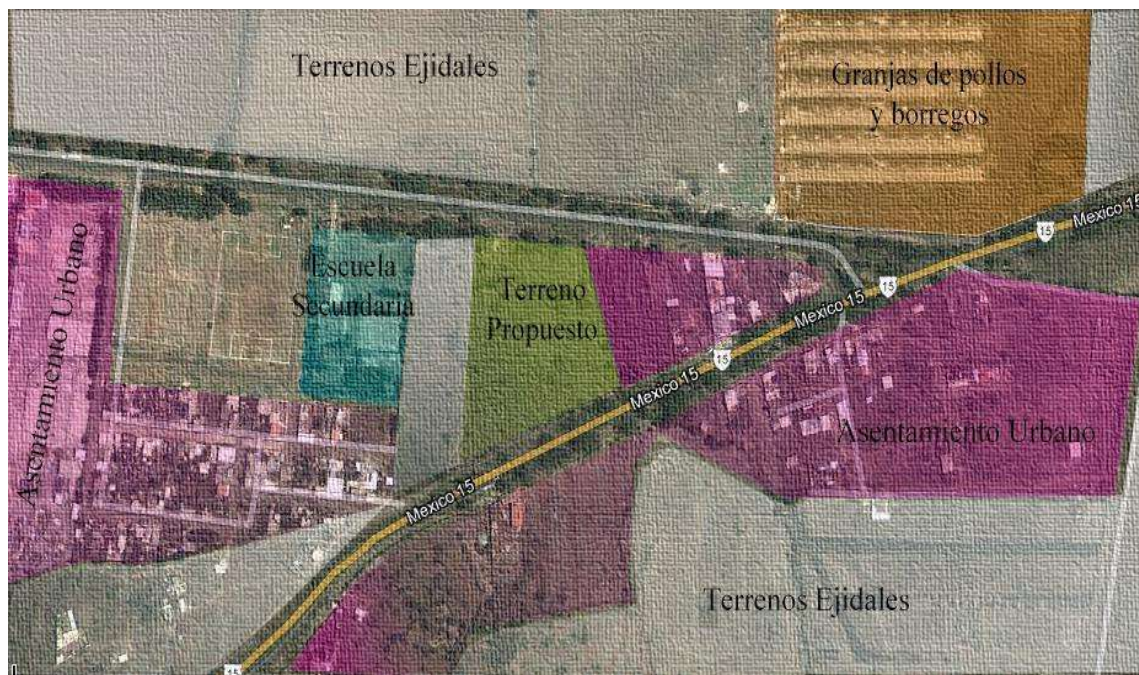 Terrenos Ejidales
Granjas de pollos
y borregos
Mexico 15
15
15
Mexico 15
Escuela
Secundaria
Terreno
Propuesto
15
Mexico 15
Asentamiento Urbano
Asentamiento Urbano
Mexico 15
Terrenos Ejidales
15